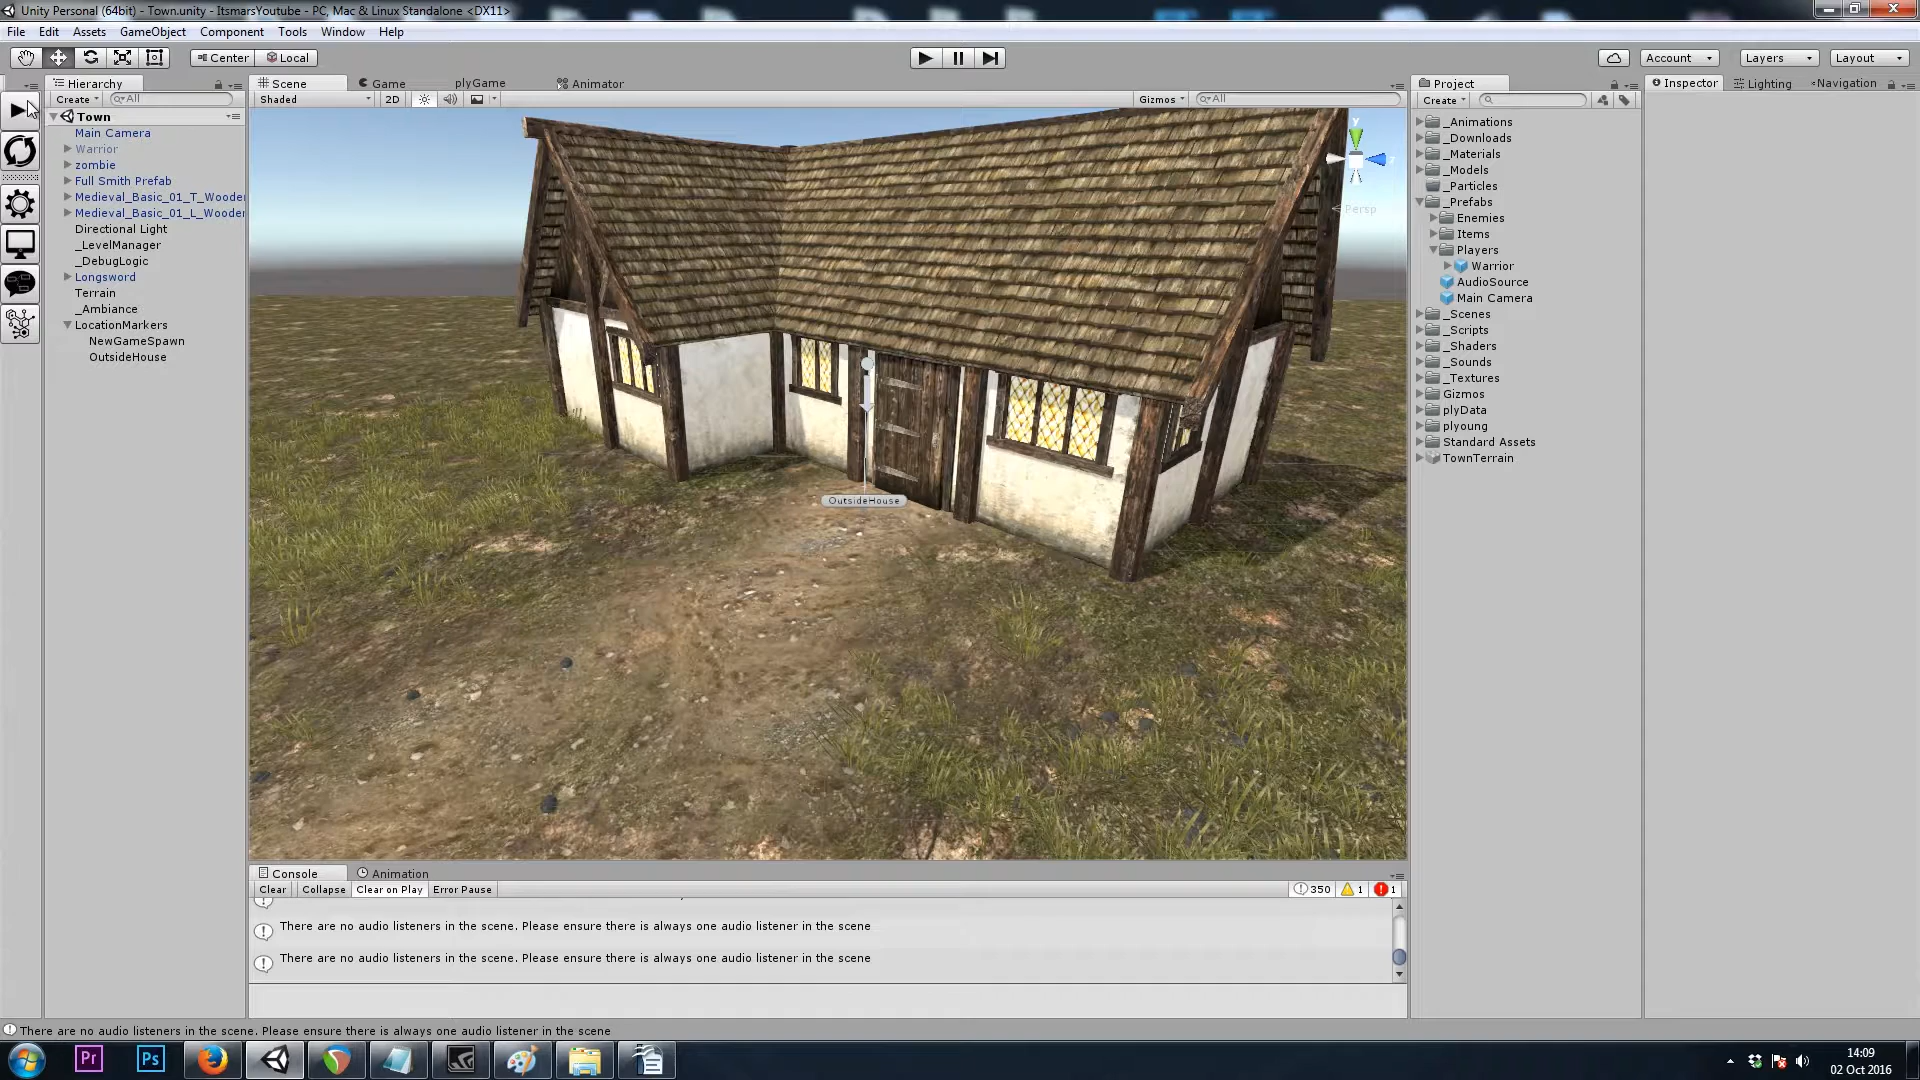 Unity Personal (64bit) - Town.unity - ItsmarsYoutube - PC, Mac & Linux Standalone <DX11>
File Edit Assets GameObject Component Tools Window Help
Center Local Account Layers Layout
Hierarchy Scene Game plyGame Animator Project Inspector Lighting Navigation
Create All Shaded 2D Gizmos All Create
Town
Main Camera
Warrior
zombie
Full Smith Prefab
Medieval_Basic_01_T_Wooden
Medieval_Basic_01_L_Wooden
Directional Light
_LevelManager
_DebugLogic
Longsword
Terrain
_Ambiance
LocationMarkers
NewGameSpawn
OutsideHouse
y
z
Persp
OutsideHouse
_Animations
_Downloads
_Materials
_Models
_Particles
_Prefabs
Enemies
Items
Players
Warrior
AudioSource
Main Camera
_Scenes
_Scripts
_Shaders
_Sounds
_Textures
Gizmos
plyData
plyoung
Standard Assets
TownTerrain
Console Animation
Clear Collapse Clear on Play Error Pause 350 1 1
There are no audio listeners in the scene. Please ensure there is always one audio listener in the scene
There are no audio listeners in the scene. Please ensure there is always one audio listener in the scene
There are no audio listeners in the scene. Please ensure there is always one audio listener in the scene
Pr Ps
14:09
02 Oct 2016